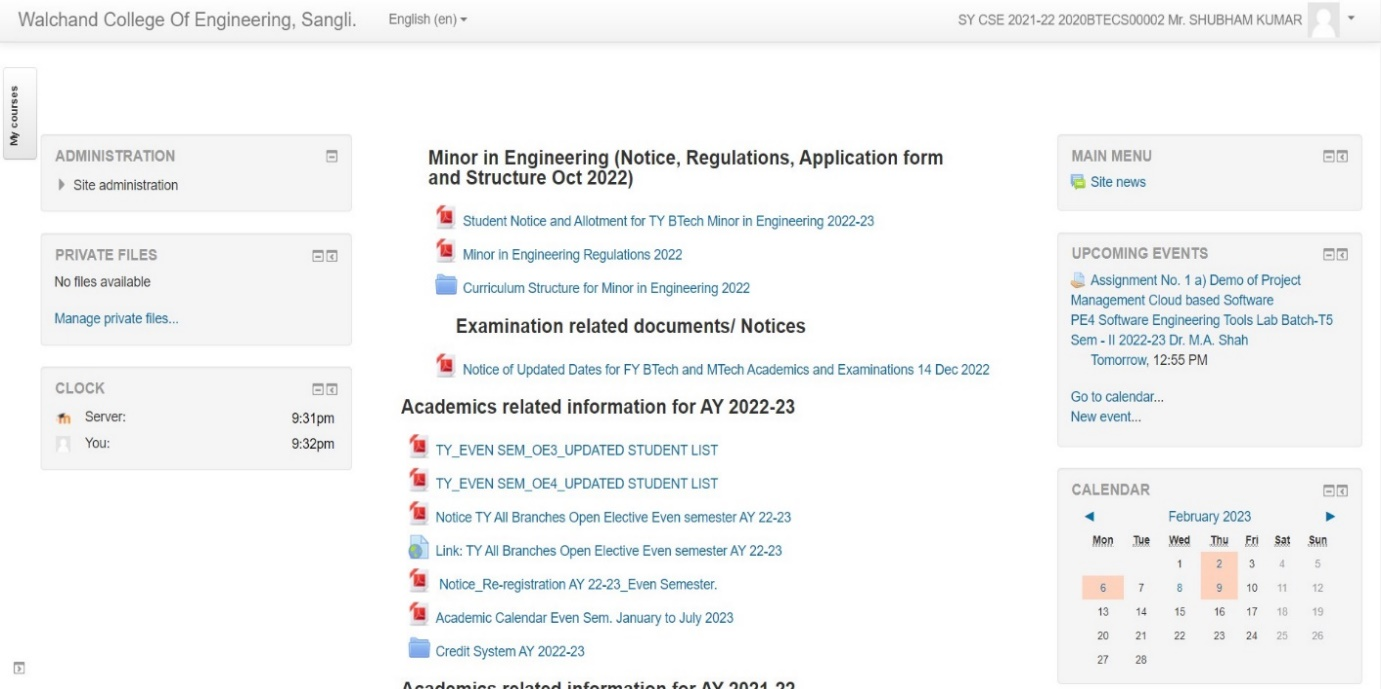 Walchand College Of Engineering, Sangli.
English (en)
SY CSE 2021-22 2020BTECS00002 Mr. SHUBHAM KUMAR
My courses
ADMINISTRATION
Site administration
PRIVATE FILES
No files available
Manage private files...
CLOCK
Server: 9:31pm
You: 9:32pm
Minor in Engineering (Notice, Regulations, Application form
and Structure Oct 2022)
Student Notice and Allotment for TY BTech Minor in Engineering 2022-23
Minor in Engineering Regulations 2022
Curriculum Structure for Minor in Engineering 2022
Examination related documents/ Notices
Notice of Updated Dates for FY BTech and MTech Academics and Examinations 14 Dec 2022
Academics related information for AY 2022-23
TY_EVEN SEM_OE3_UPDATED STUDENT LIST
TY_EVEN SEM_OE4_UPDATED STUDENT LIST
Notice TY All Branches Open Elective Even semester AY 22-23
Link: TY All Branches Open Elective Even semester AY 22-23
Notice_Re-registration AY 22-23_Even Semester.
Academic Calendar Even Sem. January to July 2023
Credit System AY 2022-23
Academics related information for AY 2021-22
MAIN MENU
Site news
UPCOMING EVENTS
Assignment No. 1 a) Demo of Project
Management Cloud based Software
PE4 Software Engineering Tools Lab Batch-T5
Sem - II 2022-23 Dr. M.A. Shah
Tomorrow, 12:55 PM
Go to calendar...
New event...
CALENDAR
February 2023
Mon Tue Wed Thu Fri Sat Sun
1 2 3 4 5
6 7 8 9 10 11 12
13 14 15 16 17 18 19
20 21 22 23 24 25 26
27 28